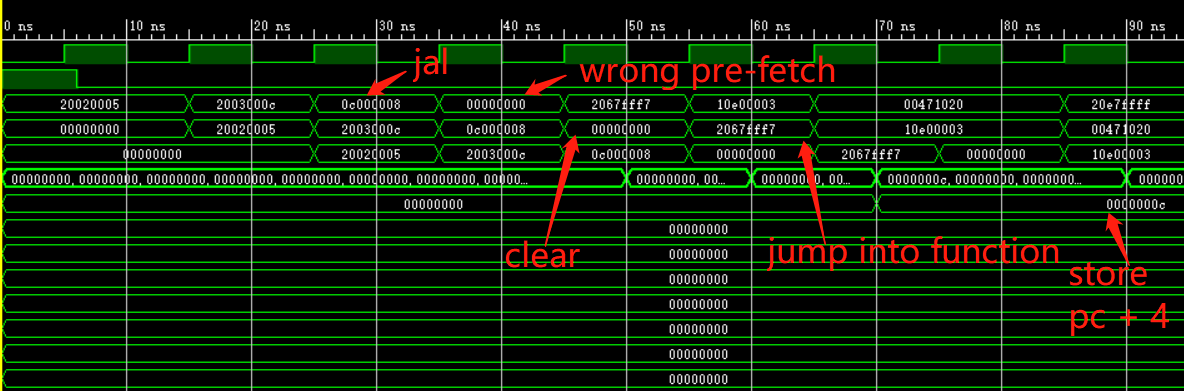 0 ns 10 ns 20 ns 30 ns 40 ns 50 ns 60 ns 70 ns 80 ns 90 ns
jal
wrong pre-fetch
20020005 2003000c 0c000008 00000000 2067fff7 10e00003 00471020 20e7ffff
00000000 20020005 2003000c 0c000008 00000000 2067fff7 10e00003 00471020
00000000 20020005 2003000c 0c000008 00000000 2067fff7 00000000 10e00003
00000000, 00000000, 00000000, 00000000, 00000000, 00000000, 00000000, 0000... 00000000, 00... 00000000, 00... 0000000c, 00000000, 0000000... 000000
00000000 0000000c
00000000
clear
jump into function
00000000
store
00000000
pc + 4
00000000
00000000
00000000
00000000